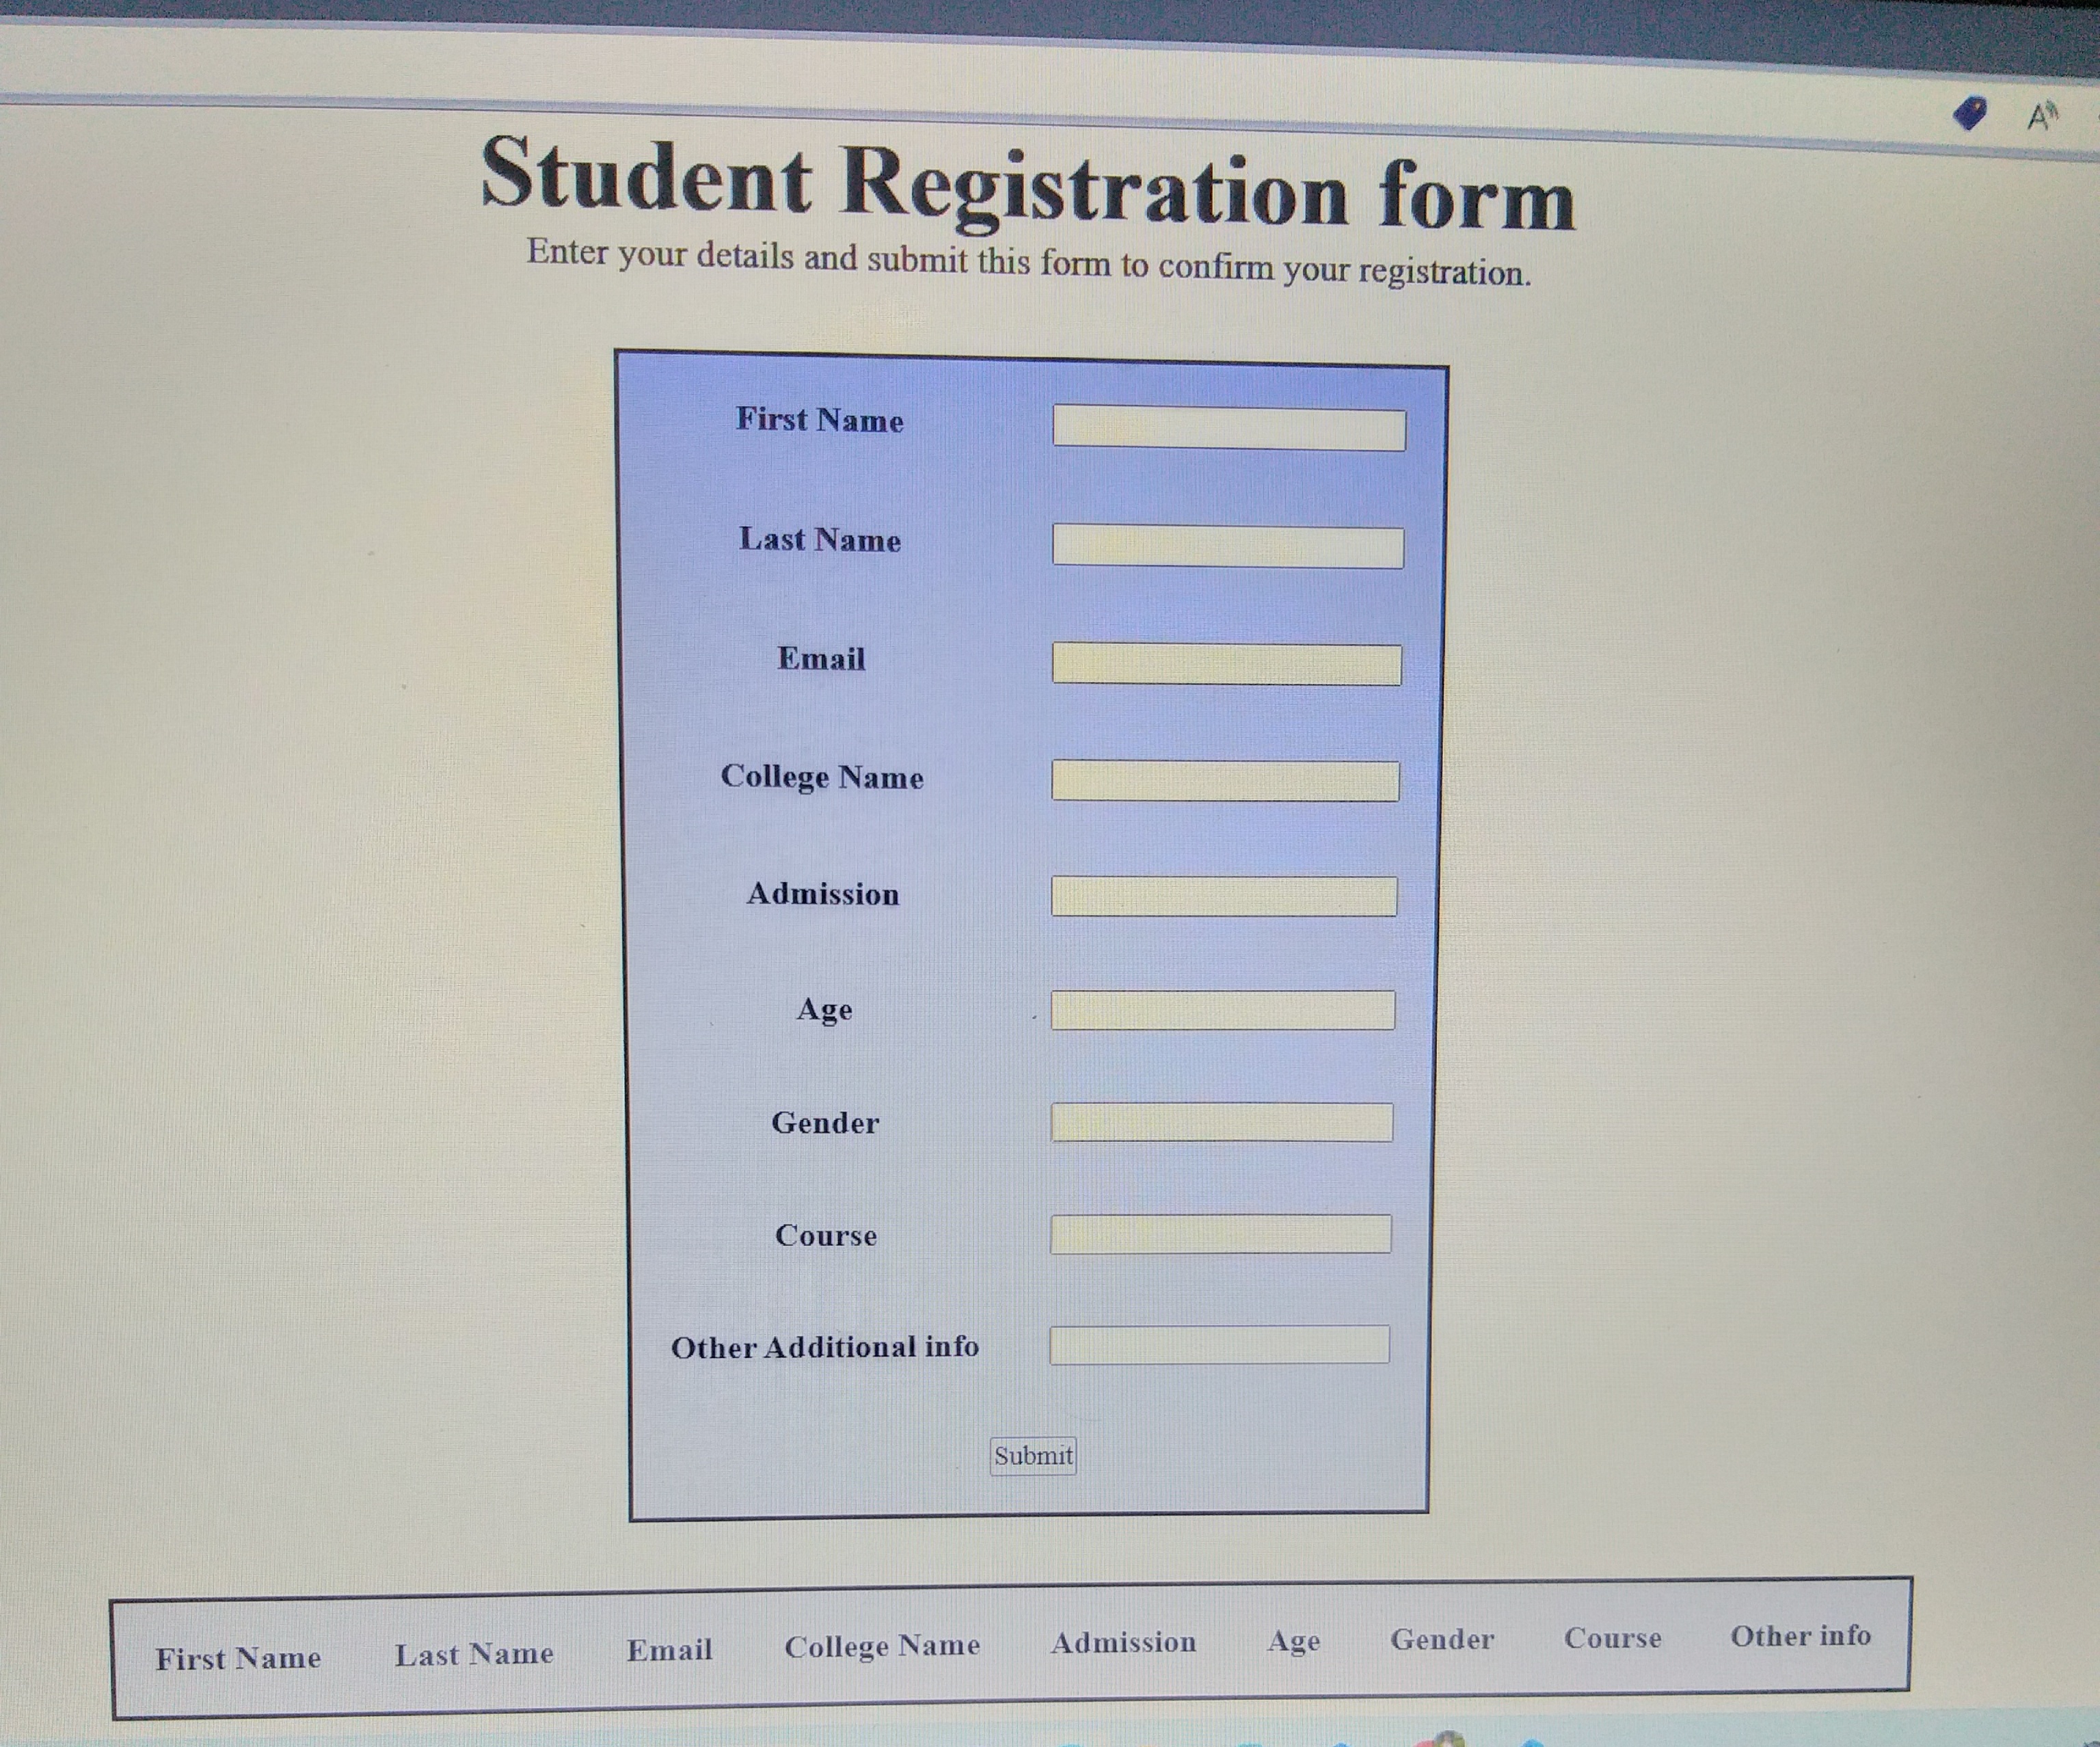 A
Student Registration form
Enter your details and submit this form to confirm your registration.
First Name
Last Name
Email
College Name
Admission
Age
Gender
Course
Other Additional info
Submit
First Name Last Name Email College Name Admission Age Gender Course Other info